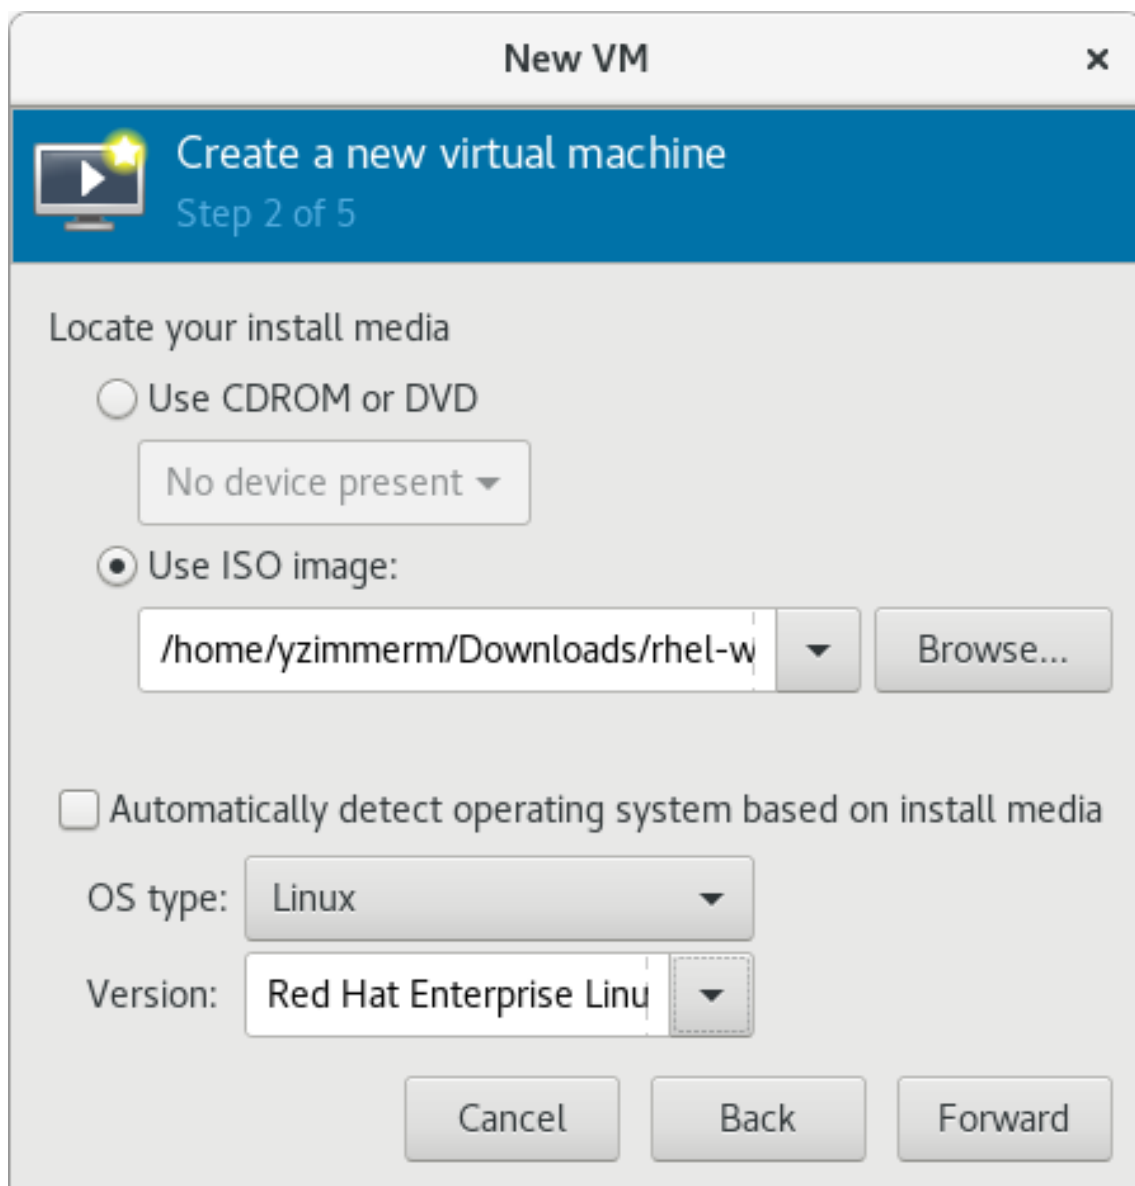 New VM
Create a new virtual machine
Step 2 of 5
Locate your install media
Use CDROM or DVD
No device present
Use ISO image:
/home/yzimmerm/Downloads/rhel-w
Browse...
Automatically detect operating system based on install media
OS type: Linux
Version: Red Hat Enterprise Linu
Cancel Back Forward